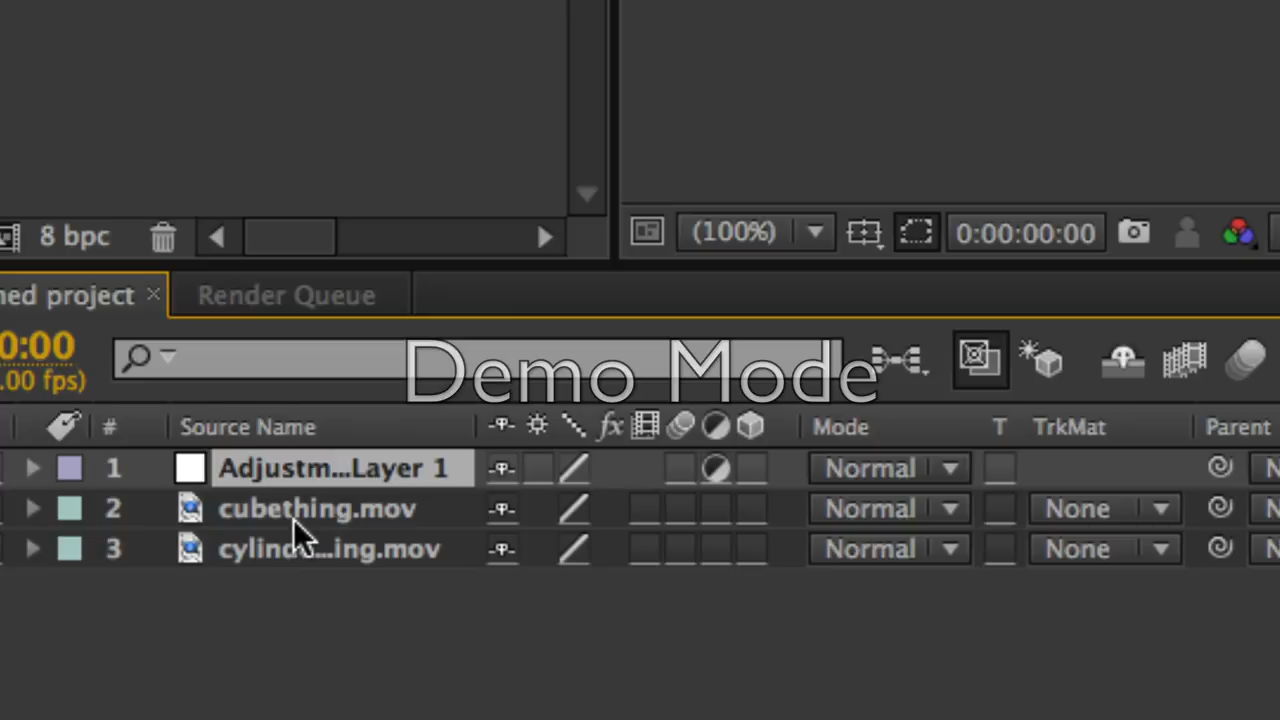 8 bpc
(100%)
0:00:00:00
ned project
Render Queue
0:00
.00 fps)
Demo Mode
# Source Name fx Mode T TrkMat Parent
1 Adjustm...Layer 1 Normal N
2 cubething.mov Normal None N
3 cylind...ing.mov Normal None N